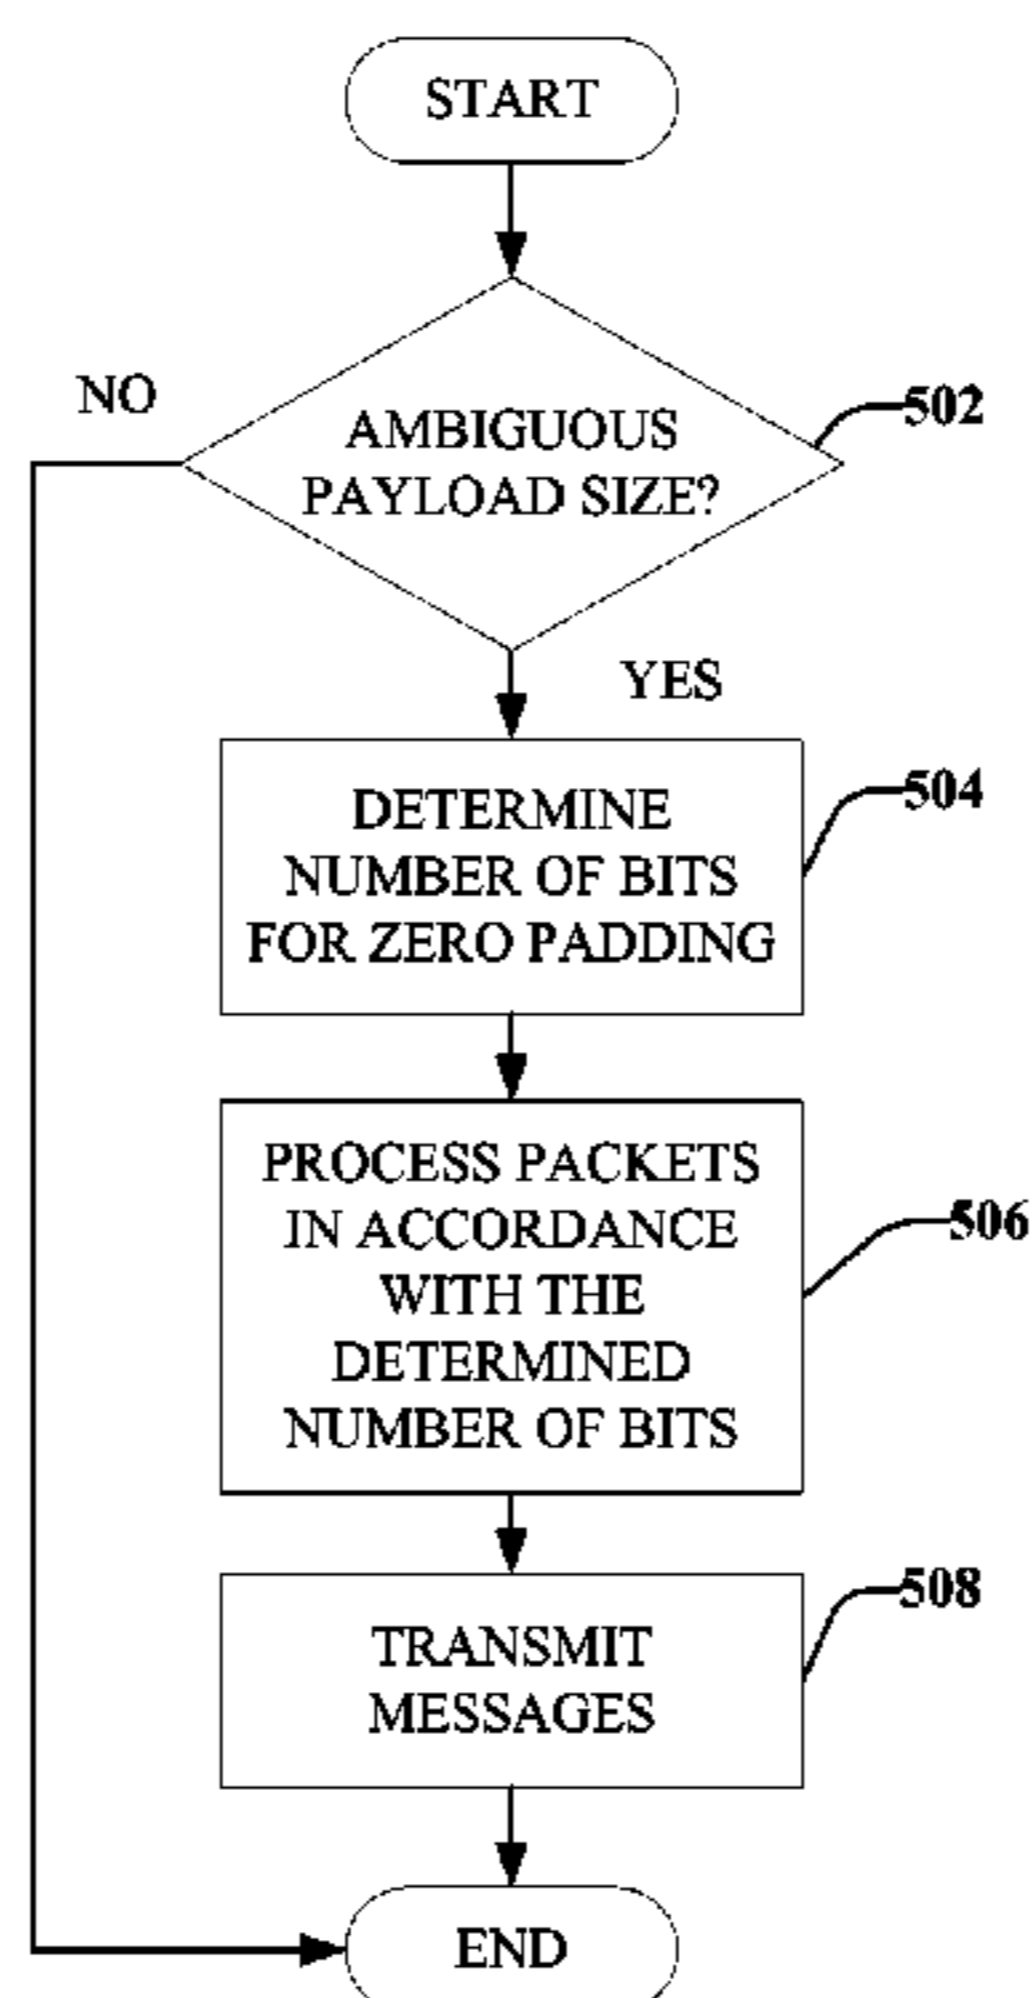 START
NO
AMBIGUOUS
PAYLOAD SIZE?
502
YES
DETERMINE
NUMBER OF BITS
FOR ZERO PADDING
504
PROCESS PACKETS
IN ACCORDANCE
WITH THE
DETERMINED
NUMBER OF BITS
506
TRANSMIT
MESSAGES
508
END